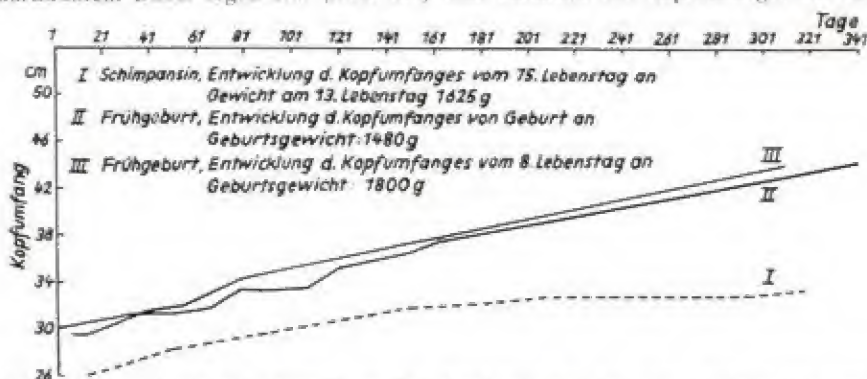 Tage
1 21 41 61 81 101 121 141 161 181 201 221 241 261 281 301 321 341
cm
50
I Schimpansin, Entwicklung d. Kopfumfanges vom 15. Lebenstag an
Gewicht am 13. Lebenstag 1625 g
II Frühgeburt, Entwicklung d. Kopfumfanges von Geburt an
Geburtsgewicht: 1480 g
46
III Frühgeburt, Entwicklung d. Kopfumfanges vom 8. Lebenstag an
Geburtsgewicht: 1800 g
III
42
II
Kopfumfang
38
34
I
30
26